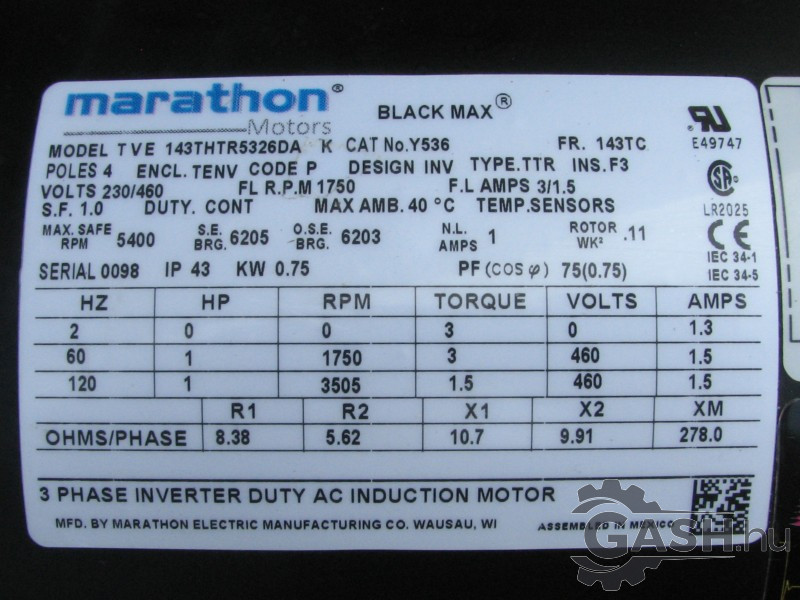 marathon®
Motors
BLACK MAX®
MODEL TVE 143THTR5326DA K CAT No.Y536 FR. 143TC
POLES 4 ENCL. TENV CODE P DESIGN INV TYPE.TTR INS.F3
VOLTS 230/460 FL R.P.M 1750 F.L AMPS 3/1.5
S.F. 1.0 DUTY. CONT MAX AMB. 40 °C TEMP.SENSORS
MAX. SAFE RPM 5400 S.E. BRG. 6205 O.S.E. BRG. 6203 N.L. AMPS 1 ROTOR WK² .11
SERIAL 0098 IP 43 KW 0.75 PF (COS φ) 75(0.75)
E49747
LR2025
CE
IEC 34-1
IEC 34-5
HZ HP RPM TORQUE VOLTS AMPS
2 0 0 3 0 1.3
60 1 1750 3 460 1.5
120 1 3505 1.5 460 1.5
R1 R2 X1 X2 XM
OHMS/PHASE 8.38 5.62 10.7 9.91 278.0
3 PHASE INVERTER DUTY AC INDUCTION MOTOR
MFD. BY MARATHON ELECTRIC MANUFACTURING CO. WAUSAU, WI ASSEMBLED IN MEXICO
GASH.hu